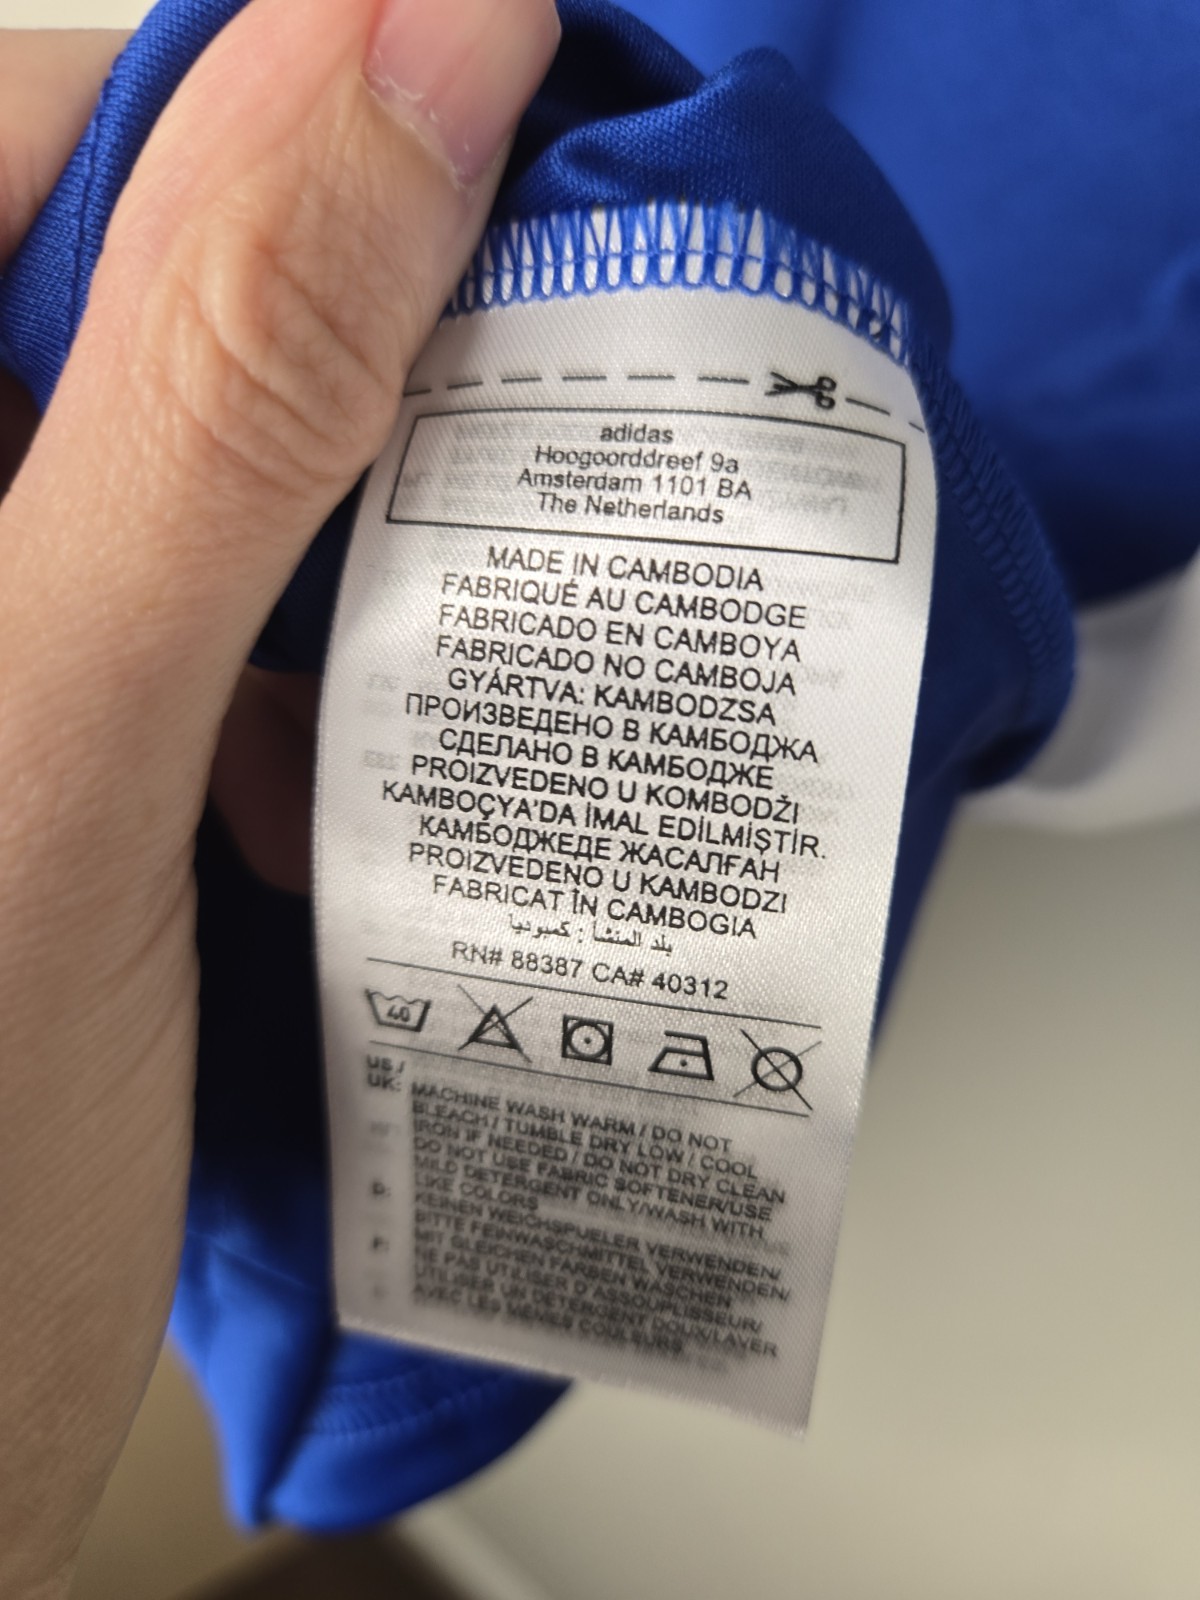 adidas
Hoogoorddreef 9a
Amsterdam 1101 BA
The Netherlands
MADE IN CAMBODIA
FABRIQUÉ AU CAMBODGE
FABRICADO EN CAMBOYA
FABRICADO NO CAMBOJA
GYÁRTVA: KAMBODZSA
ПРОИЗВЕДЕНО В КАМБОДЖА
СДЕЛАНО В КАМБОДЖЕ
PROIZVEDENO U KOMBODŽI
KAMBOÇYA'DA İMAL EDİLMİŞTİR.
КАМБОДЖЕДЕ ЖАСАЛҒАН
PROIZVEDENO U KAMBODZI
FABRICAT ÎN CAMBOGIA
بلد المنشأ : كمبوديا
RN# 88387 CA# 40312
40
US /
UK: MACHINE WASH WARM / DO NOT
BLEACH / TUMBLE DRY LOW / COOL
IRON IF NEEDED / DO NOT DRY CLEAN
DO NOT USE FABRIC SOFTENER/USE
MILD DETERGENT ONLY/WASH WITH
LIKE COLORS
D: KEINEN WEICHSPUELER VERWENDEN/
BITTE FEINWASCHMITTEL VERWENDEN/
MIT GLEICHEN FARBEN WASCHEN
F: NE PAS UTILISER D'ASSOUPLISSEUR/
UTILISER UN DETERGENT DOUX/LAVER
AVEC LES MÊMES COULEURS